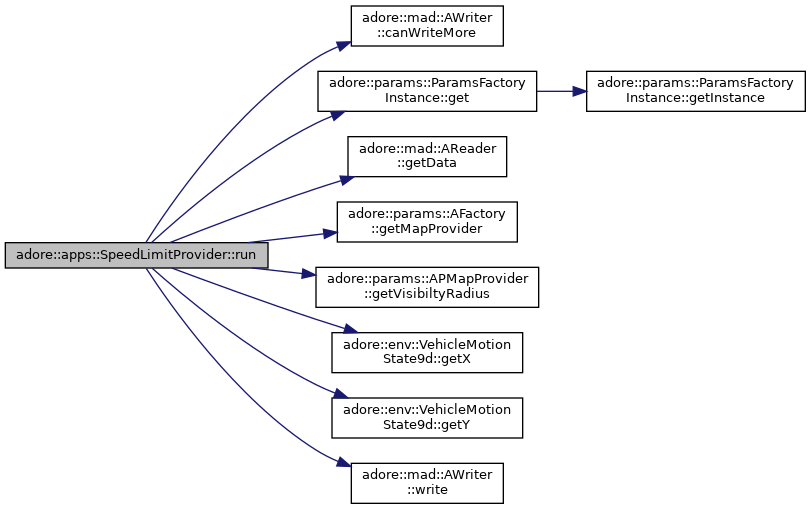 adore::mad::AWriter
::canWriteMore
adore::params::ParamsFactory
Instance::get
adore::params::ParamsFactory
Instance::getInstance
adore::mad::AReader
::getData
adore::params::AFactory
::getMapProvider
adore::apps::SpeedLimitProvider::run
adore::params::APMapProvider
::getVisibiltyRadius
adore::env::VehicleMotion
State9d::getX
adore::env::VehicleMotion
State9d::getY
adore::mad::AWriter
::write